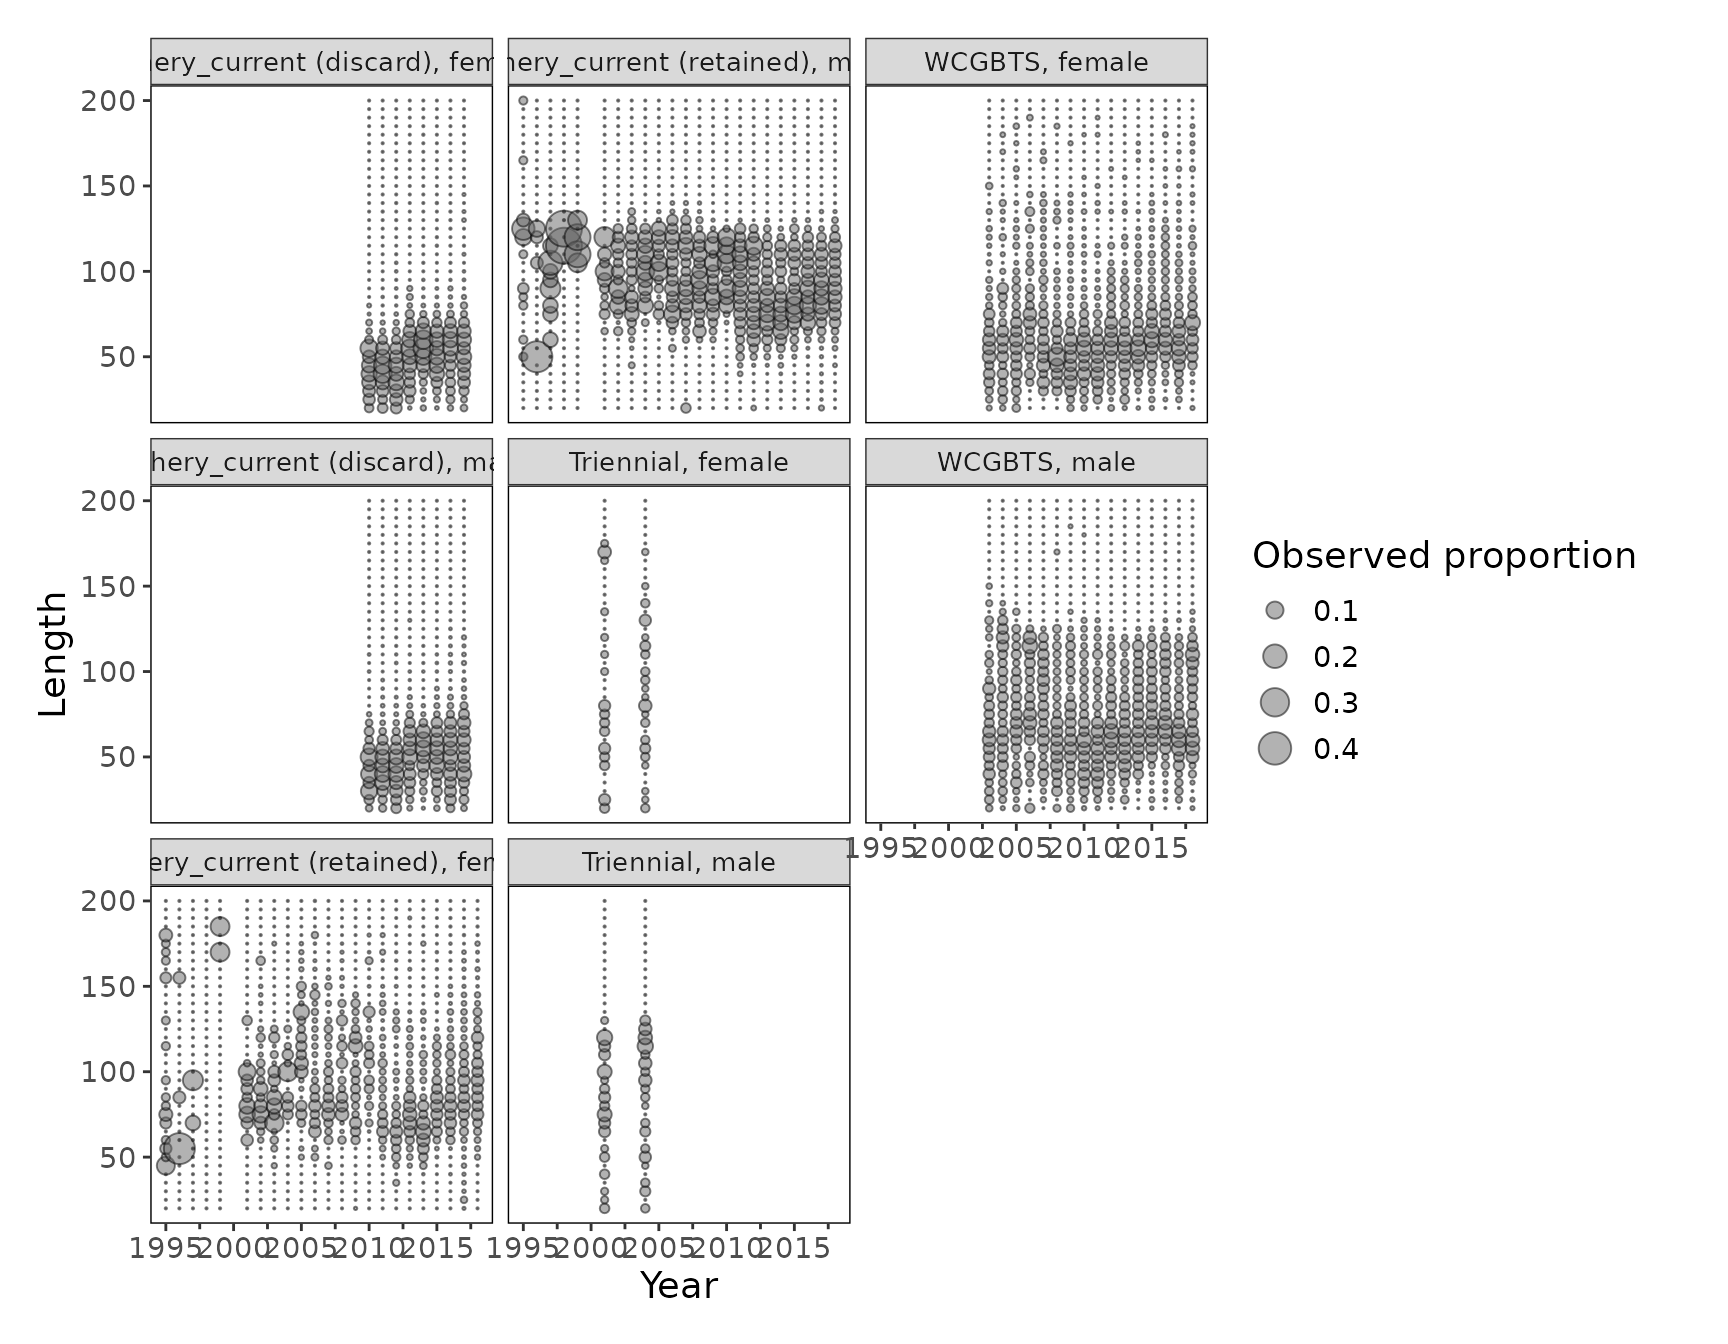 ery_current (discard), fem
hery_current (retained), m
WCGBTS, female
200
150
100
50
hery_current (discard), ma
Triennial, female
WCGBTS, male
200
150
100
50
1995 2000 2005 2010 2015
ery_current (retained), fem
Triennial, male
200
150
100
50
1995 2000 2005 2010 2015
1995 2000 2005 2010 2015
Year
Length
Observed proportion
0.1
0.2
0.3
0.4